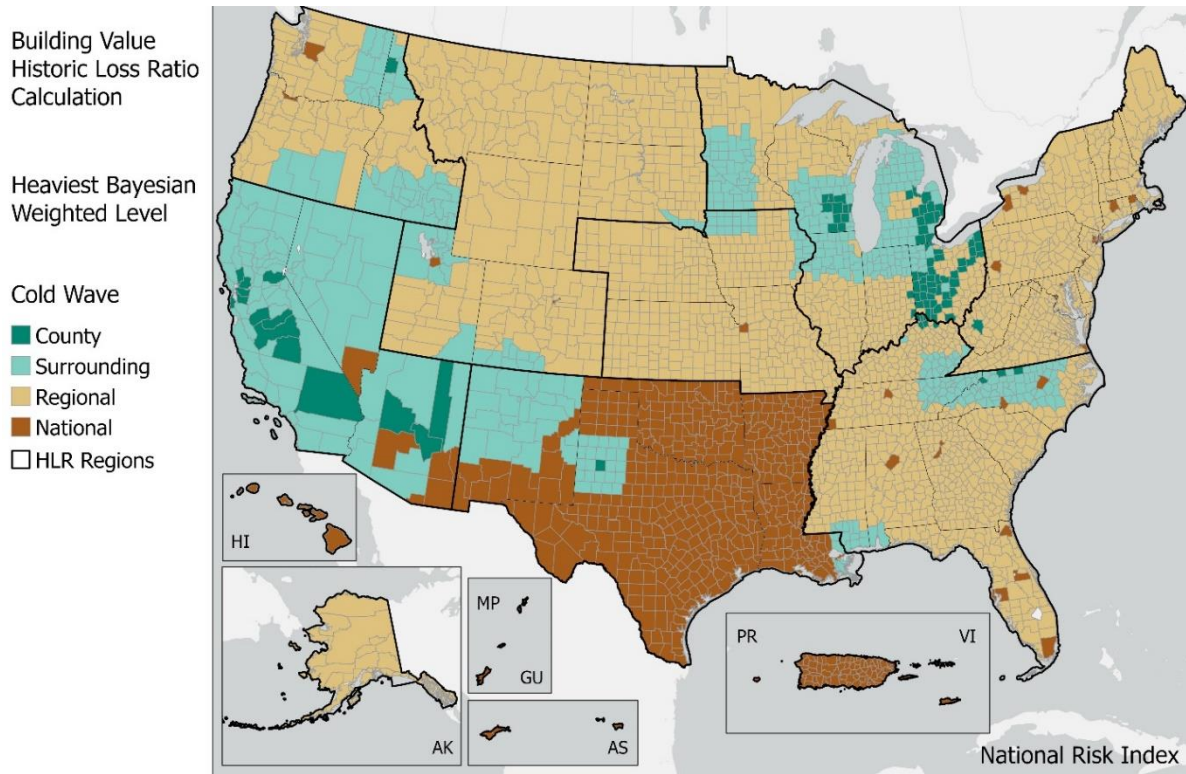 Building Value
Historic Loss Ratio
Calculation
Heaviest Bayesian
Weighted Level
Cold Wave
County
Surrounding
Regional
National
HLR Regions
HI
AK
MP
GU
AS
PR
VI
National Risk Index